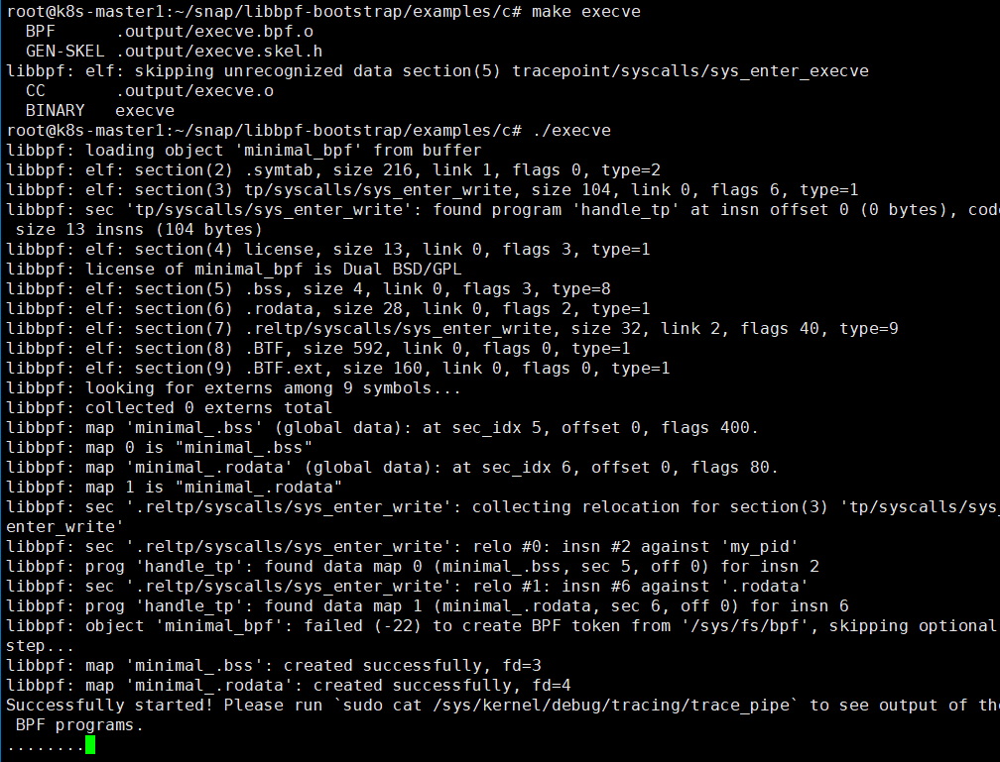 root@k8s-master1:~/snap/libbpf-bootstrap/examples/c# make execve
  BPF      .output/execve.bpf.o
  GEN-SKEL .output/execve.skel.h
libbpf: elf: skipping unrecognized data section(5) tracepoint/syscalls/sys_enter_execve
  CC       .output/execve.o
  BINARY   execve
root@k8s-master1:~/snap/libbpf-bootstrap/examples/c# ./execve
libbpf: loading object 'minimal_bpf' from buffer
libbpf: elf: section(2) .symtab, size 216, link 1, flags 0, type=2
libbpf: elf: section(3) tp/syscalls/sys_enter_write, size 104, link 0, flags 6, type=1
libbpf: sec 'tp/syscalls/sys_enter_write': found program 'handle_tp' at insn offset 0 (0 bytes), code
 size 13 insns (104 bytes)
libbpf: elf: section(4) license, size 13, link 0, flags 3, type=1
libbpf: license of minimal_bpf is Dual BSD/GPL
libbpf: elf: section(5) .bss, size 4, link 0, flags 3, type=8
libbpf: elf: section(6) .rodata, size 28, link 0, flags 2, type=1
libbpf: elf: section(7) .reltp/syscalls/sys_enter_write, size 32, link 2, flags 40, type=9
libbpf: elf: section(8) .BTF, size 592, link 0, flags 0, type=1
libbpf: elf: section(9) .BTF.ext, size 160, link 0, flags 0, type=1
libbpf: looking for externs among 9 symbols...
libbpf: collected 0 externs total
libbpf: map 'minimal_.bss' (global data): at sec_idx 5, offset 0, flags 400.
libbpf: map 0 is "minimal_.bss"
libbpf: map 'minimal_.rodata' (global data): at sec_idx 6, offset 0, flags 80.
libbpf: map 1 is "minimal_.rodata"
libbpf: sec '.reltp/syscalls/sys_enter_write': collecting relocation for section(3) 'tp/syscalls/sys_
enter_write'
libbpf: sec '.reltp/syscalls/sys_enter_write': relo #0: insn #2 against 'my_pid'
libbpf: prog 'handle_tp': found data map 0 (minimal_.bss, sec 5, off 0) for insn 2
libbpf: sec '.reltp/syscalls/sys_enter_write': relo #1: insn #6 against '.rodata'
libbpf: prog 'handle_tp': found data map 1 (minimal_.rodata, sec 6, off 0) for insn 6
libbpf: object 'minimal_bpf': failed (-22) to create BPF token from '/sys/fs/bpf', skipping optional
step...
libbpf: map 'minimal_.bss': created successfully, fd=3
libbpf: map 'minimal_.rodata': created successfully, fd=4
Successfully started! Please run `sudo cat /sys/kernel/debug/tracing/trace_pipe` to see output of the
 BPF programs.
........